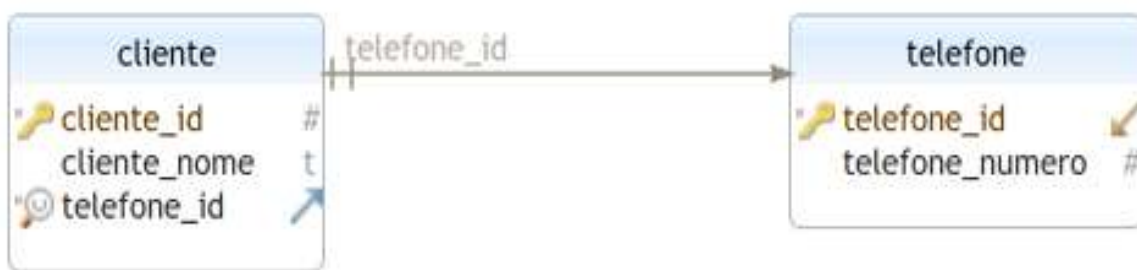 cliente
cliente_id #
cliente_nome t
telefone_id
telefone_id
telefone
telefone_id
telefone_numero #